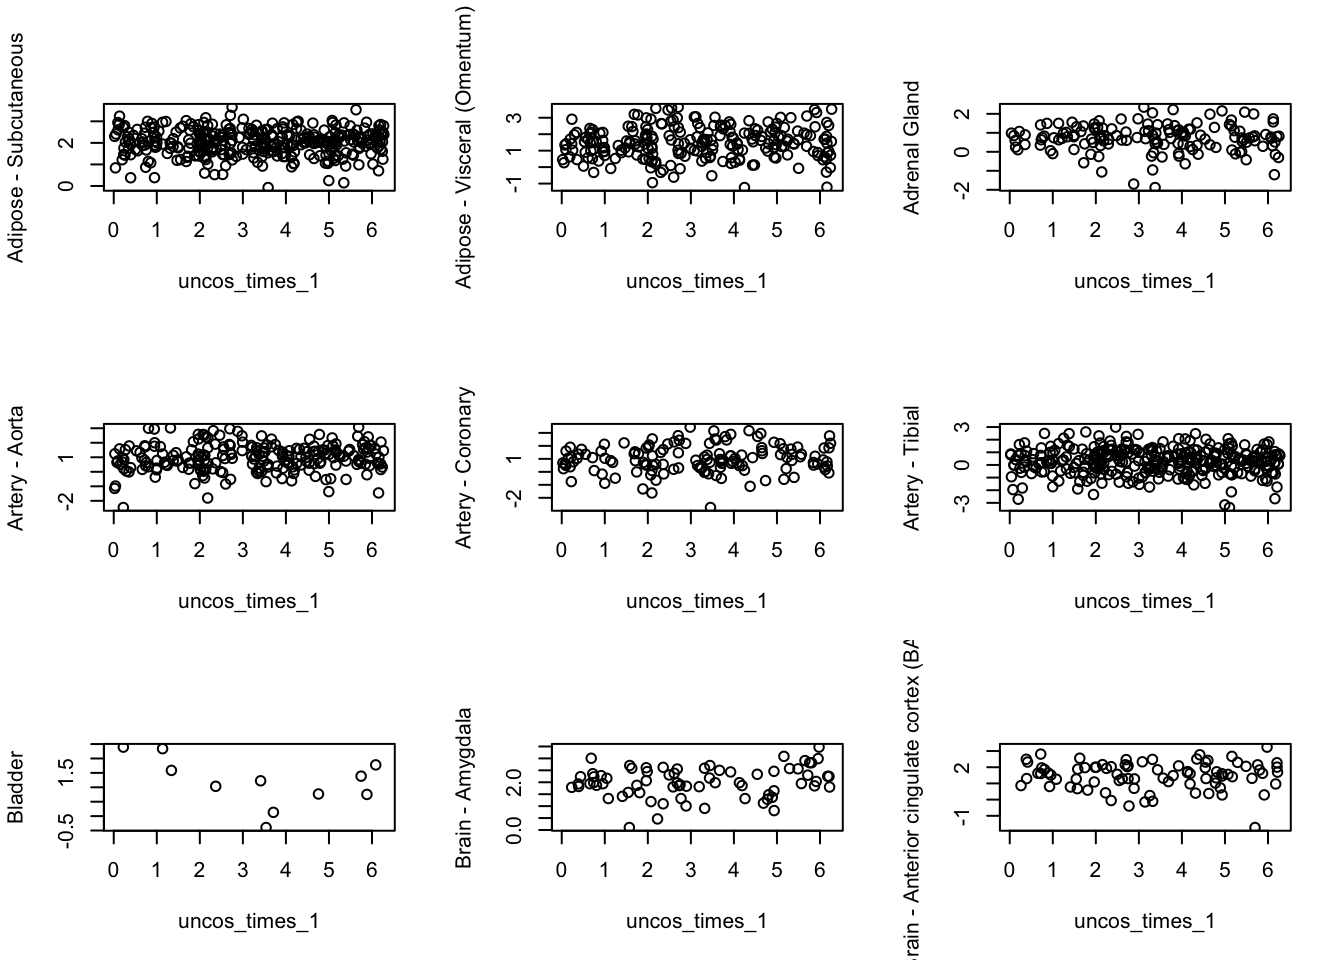 Adipose - Subcutaneous
0 2
0 1 2 3 4 5 6
uncos_times_1
Adipose - Visceral (Omentum)
-1 1 3
0 1 2 3 4 5 6
uncos_times_1
Adrenal Gland
-2 0 2
0 1 2 3 4 5 6
uncos_times_1
Artery - Aorta
-2 1
0 1 2 3 4 5 6
uncos_times_1
Artery - Coronary
-2 1
0 1 2 3 4 5 6
uncos_times_1
Artery - Tibial
-3 0 3
0 1 2 3 4 5 6
uncos_times_1
Bladder
-0.5 1.5
0 1 2 3 4 5 6
uncos_times_1
Brain - Amygdala
0.0 2.0
0 1 2 3 4 5 6
uncos_times_1
rain - Anterior cingulate cortex (BA
-1 2
0 1 2 3 4 5 6
uncos_times_1